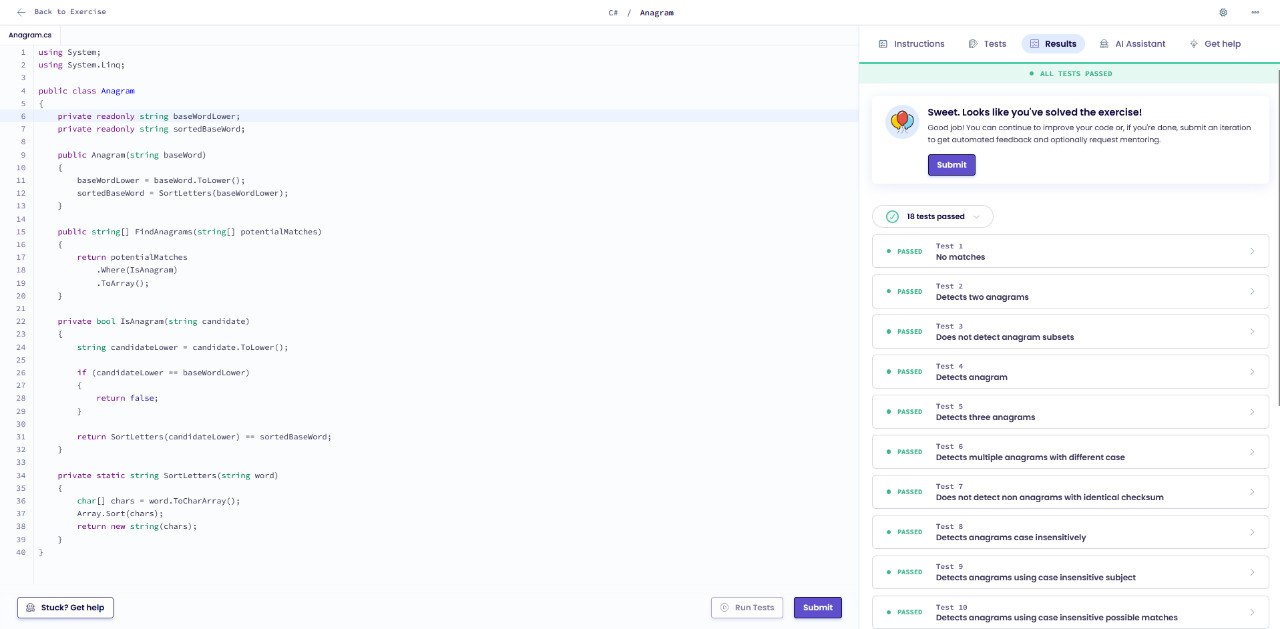 Back to Exercise
C# / Anagram
Anagram.cs
1 using System;
2 using System.Linq;
3
4 public class Anagram
5 {
6     private readonly string baseWordLower;
7     private readonly string sortedBaseWord;
8
9     public Anagram(string baseWord)
10     {
11         baseWordLower = baseWord.ToLower();
12         sortedBaseWord = SortLetters(baseWordLower);
13     }
14
15     public string[] FindAnagrams(string[] potentialMatches)
16     {
17         return potentialMatches
18             .Where(IsAnagram)
19             .ToArray();
20     }
21
22     private bool IsAnagram(string candidate)
23     {
24         string candidateLower = candidate.ToLower();
25
26         if (candidateLower == baseWordLower)
27         {
28             return false;
29         }
30
31         return SortLetters(candidateLower) == sortedBaseWord;
32     }
33
34     private static string SortLetters(string word)
35     {
36         char[] chars = word.ToCharArray();
37         Array.Sort(chars);
38         return new string(chars);
39     }
40 }
Stuck? Get help
Run Tests
Submit
Instructions
Tests
Results
AI Assistant
Get help
ALL TESTS PASSED
Sweet. Looks like you've solved the exercise!
Good job! You can continue to improve your code or, if you're done, submit an iteration
to get automated feedback and optionally request mentoring.
Submit
18 tests passed
PASSED
Test 1
No matches
PASSED
Test 2
Detects two anagrams
PASSED
Test 3
Does not detect anagram subsets
PASSED
Test 4
Detects anagram
PASSED
Test 5
Detects three anagrams
PASSED
Test 6
Detects multiple anagrams with different case
PASSED
Test 7
Does not detect non anagrams with identical checksum
PASSED
Test 8
Detects anagrams case insensitively
PASSED
Test 9
Detects anagrams using case insensitive subject
PASSED
Test 10
Detects anagrams using case insensitive possible matches